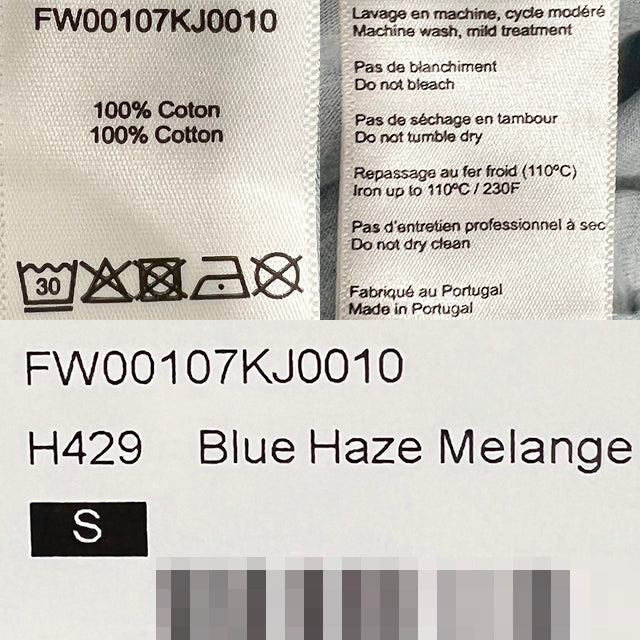 FW00107KJ0010
100% Coton
100% Cotton
30
Lavage en machine, cycle modéré
Machine wash, mild treatment
Pas de blanchiment
Do not bleach
Pas de séchage en tambour
Do not tumble dry
Repassage au fer froid (110ºC)
Iron up to 110ºC / 230F
Pas d'entretien professionnel à sec
Do not dry clean
Fabriqué au Portugal
Made in Portugal
FW00107KJ0010
H429 Blue Haze Melange
S